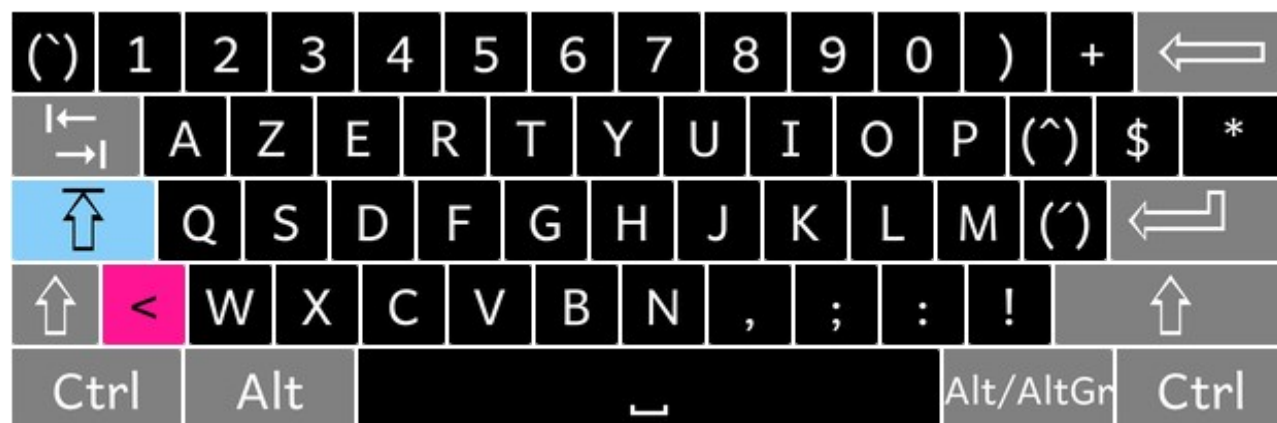 (`) 1 2 3 4 5 6 7 8 9 0 ) +
A Z E R T Y U I O P (^) $ *
Q S D F G H J K L M (´)
< W X C V B N , ; : !
Ctrl Alt Alt/AltGr Ctrl